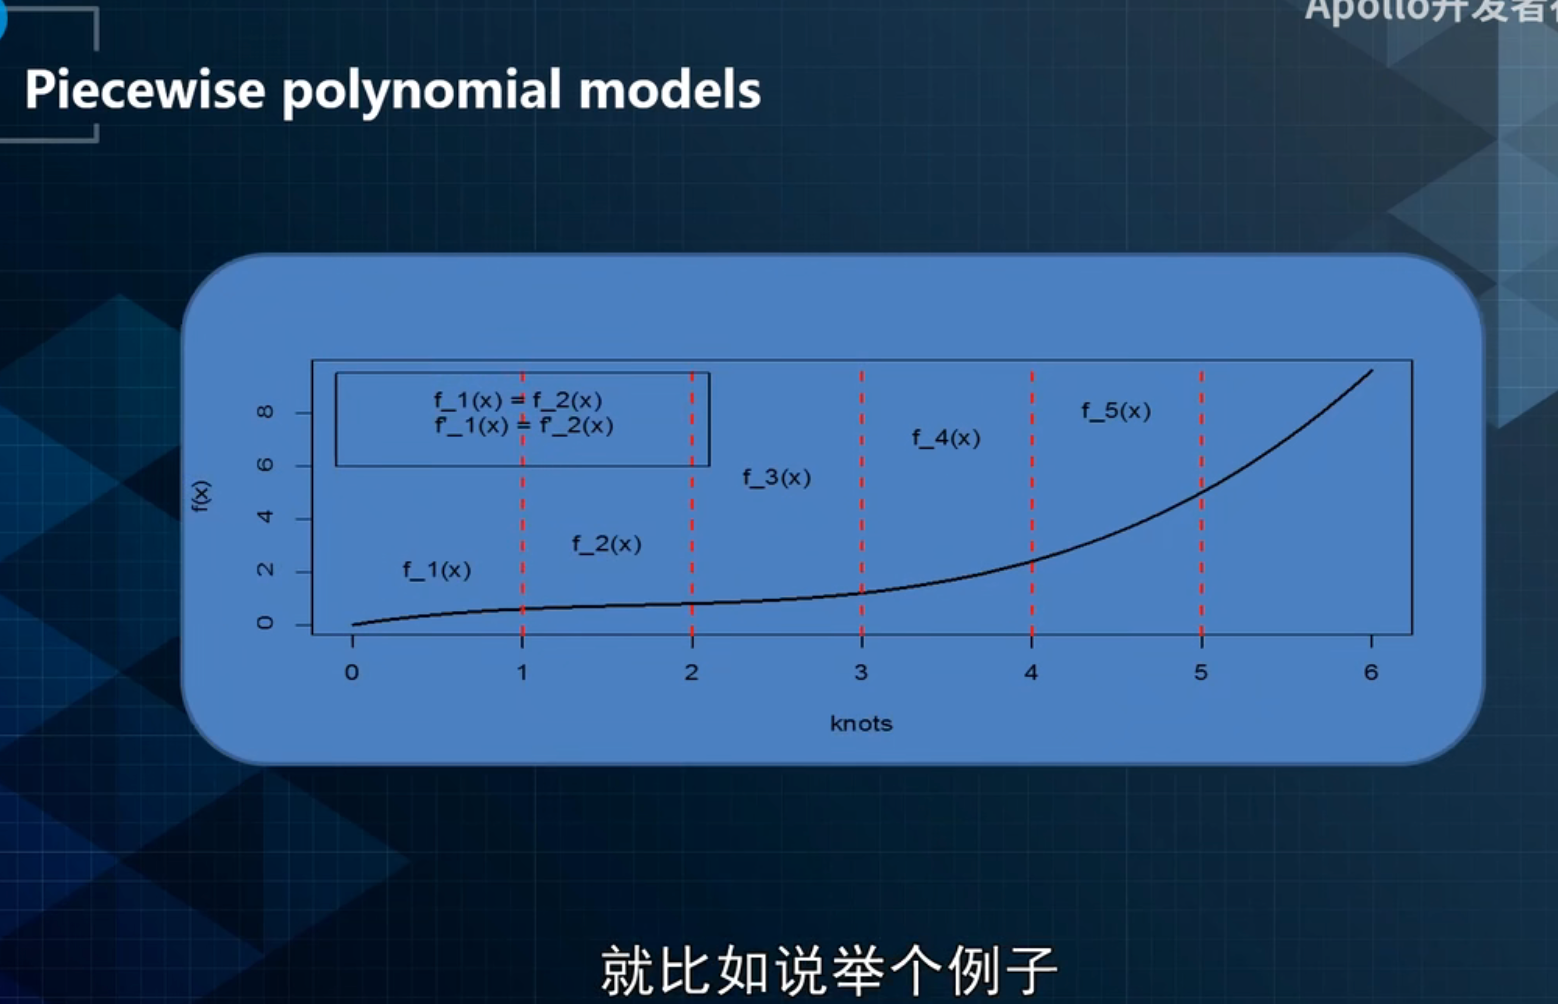 Apollo开发者
Piecewise polynomial models
f_1(x) = f_2(x)
f'_1(x) = f'_2(x)
f_5(x)
f_4(x)
f_3(x)
f_2(x)
f_1(x)
8
6
4
2
0
f(x)
0 1 2 3 4 5 6
knots
就比如说举个例子